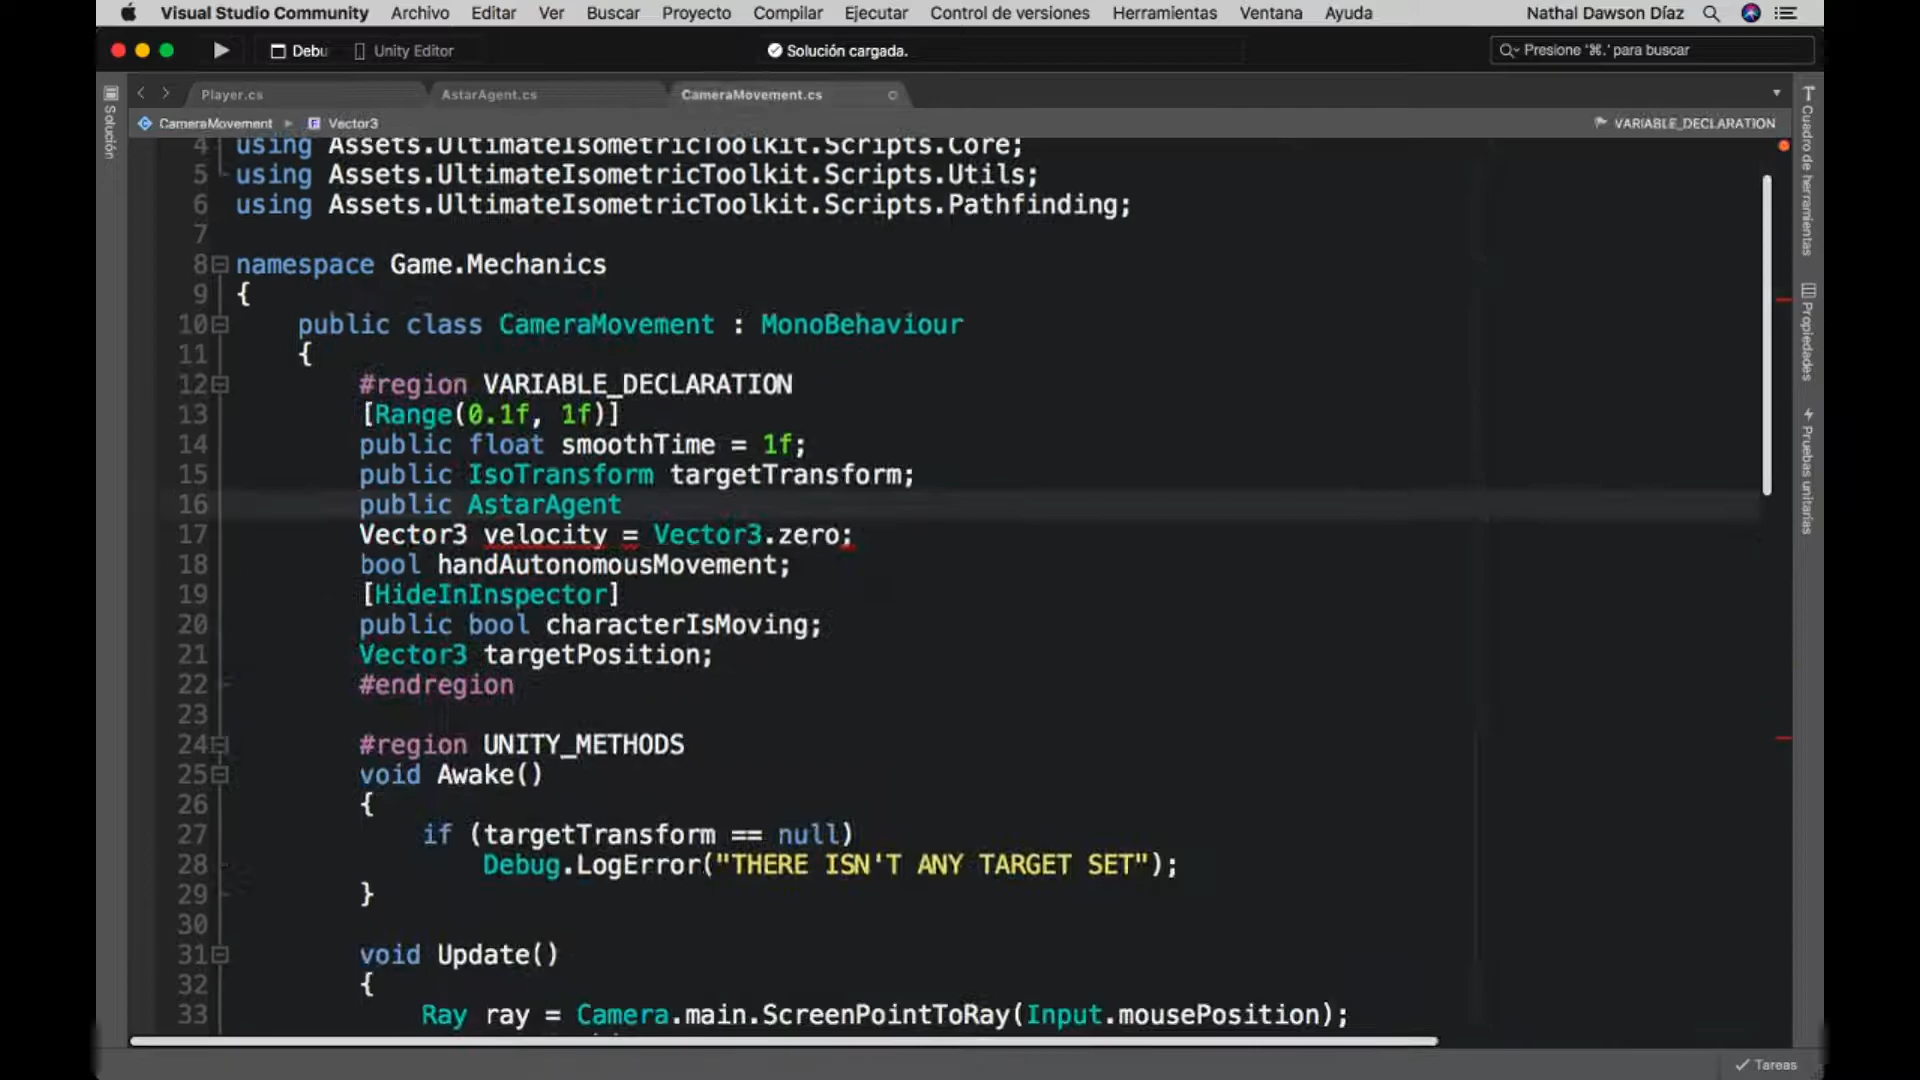 Visual Studio Community Archivo Editar Ver Buscar Proyecto Compilar Ejecutar Control de versiones Herramientas Ventana Ayuda Nathal Dawson Díaz
Debu Unity Editor Solución cargada. Presione '⌘.' para buscar
Player.cs AstarAgent.cs CameraMovement.cs
CameraMovement Vector3 VARIABLE_DECLARATION
Solución
Cuadro de herramientas
Propiedades
Pruebas unitarias
4 using Assets.UltimateIsometricToolkit.Scripts.Core;
5 using Assets.UltimateIsometricToolkit.Scripts.Utils;
6 using Assets.UltimateIsometricToolkit.Scripts.Pathfinding;
7
8 namespace Game.Mechanics
9 {
10 public class CameraMovement : MonoBehaviour
11 {
12 #region VARIABLE_DECLARATION
13 [Range(0.1f, 1f)]
14 public float smoothTime = 1f;
15 public IsoTransform targetTransform;
16 public AstarAgent
17 Vector3 velocity = Vector3.zero;
18 bool handAutonomousMovement;
19 [HideInInspector]
20 public bool characterIsMoving;
21 Vector3 targetPosition;
22 #endregion
23
24 #region UNITY_METHODS
25 void Awake()
26 {
27 if (targetTransform == null)
28 Debug.LogError("THERE ISN'T ANY TARGET SET");
29 }
30
31 void Update()
32 {
33 Ray ray = Camera.main.ScreenPointToRay(Input.mousePosition);
Tareas